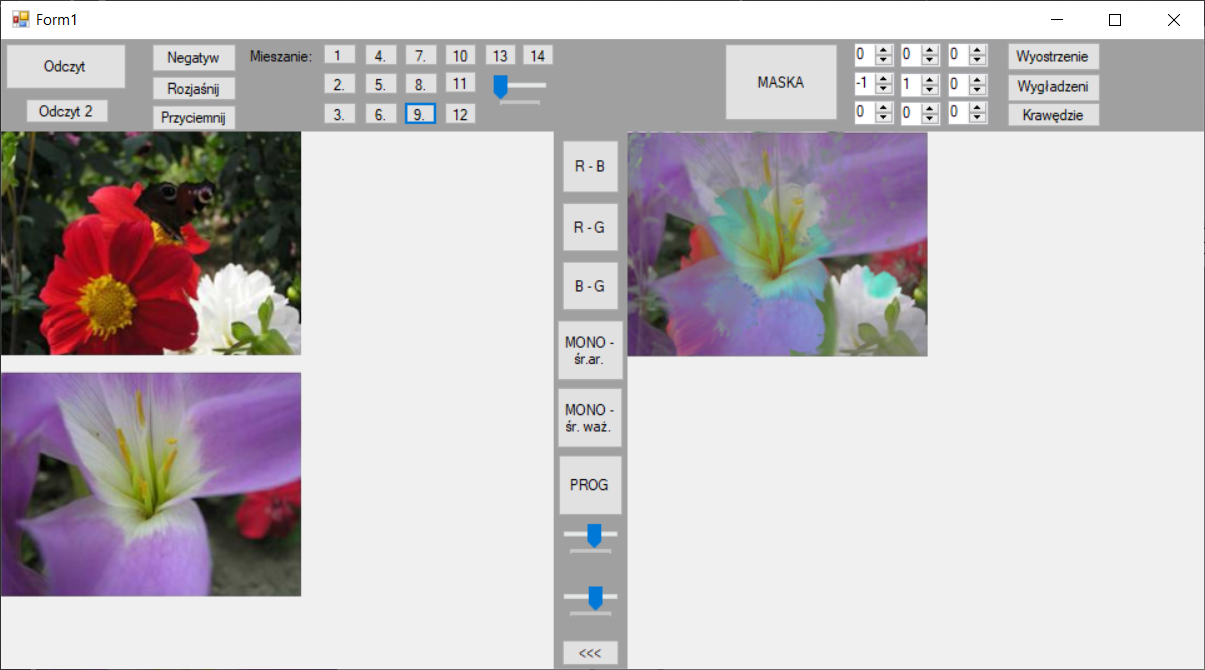 Form1
Odczyt
Odczyt 2
Negatyw
Rozjaśnij
Przyciemnij
Mieszanie:
1 4. 7. 10 13 14
2. 5. 8. 11
3. 6. 9. 12
MASKA
0 0 0
-1 1 0
0 0 0
Wyostrzenie
Wygładzeni
Krawędzie
R - B
R - G
B - G
MONO -
śr.ar.
MONO -
śr. waż.
PROG
<<<